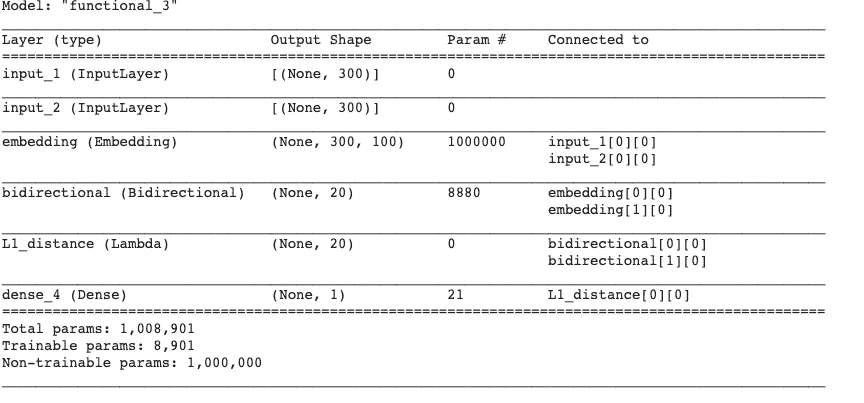 Model: "functional_3"
Layer (type) Output Shape Param # Connected to
input_1 (InputLayer) [(None, 300)] 0
input_2 (InputLayer) [(None, 300)] 0
embedding (Embedding) (None, 300, 100) 1000000 input_1[0][0]
input_2[0][0]
bidirectional (Bidirectional) (None, 20) 8880 embedding[0][0]
embedding[1][0]
L1_distance (Lambda) (None, 20) 0 bidirectional[0][0]
bidirectional[1][0]
dense_4 (Dense) (None, 1) 21 L1_distance[0][0]
Total params: 1,008,901
Trainable params: 8,901
Non-trainable params: 1,000,000